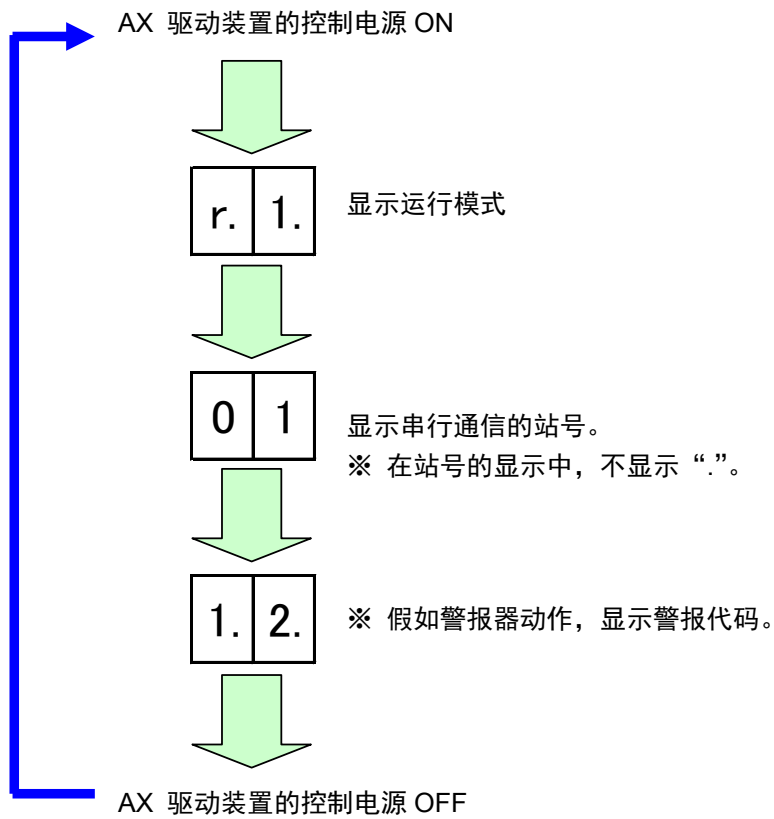 AX 驱动装置的控制电源 ON
r. 1.
显示运行模式
0 1
显示串行通信的站号。
※ 在站号的显示中，不显示 “.”。
1. 2.
※ 假如警报器动作，显示警报代码。
AX 驱动装置的控制电源 OFF